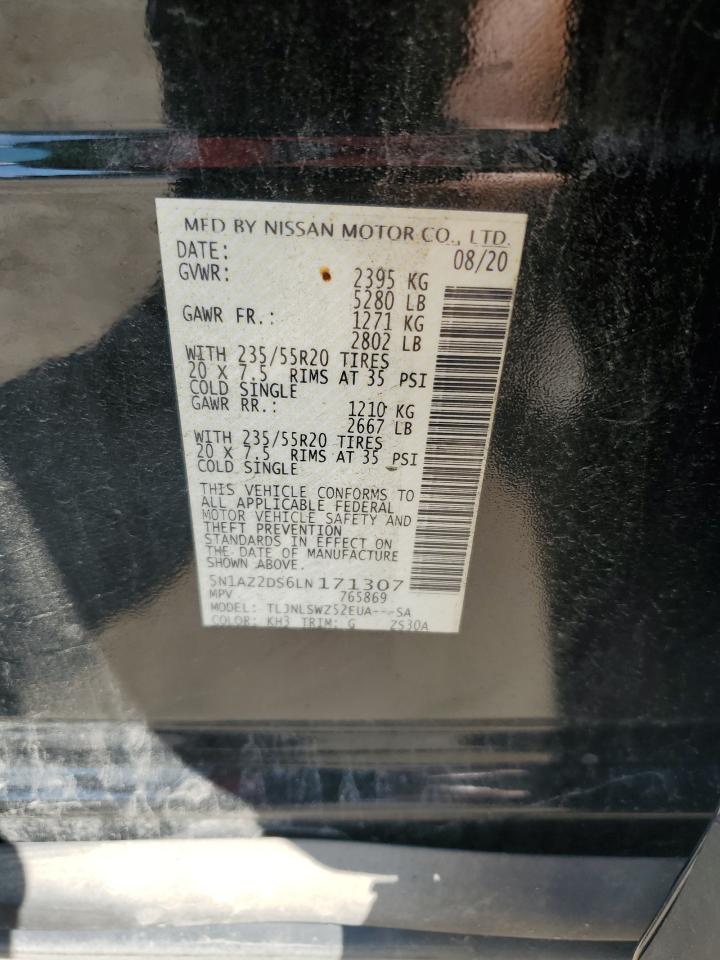 MFD BY NISSAN MOTOR CO., LTD.
DATE: 08/20
GVWR: 2395 KG
5280 LB
GAWR FR.: 1271 KG
2802 LB
WITH 235/55R20 TIRES
20 X 7.5 RIMS AT 35 PSI
COLD SINGLE
GAWR RR.: 1210 KG
2667 LB
WITH 235/55R20 TIRES
20 X 7.5 RIMS AT 35 PSI
COLD SINGLE
THIS VEHICLE CONFORMS TO
ALL APPLICABLE FEDERAL
MOTOR VEHICLE SAFETY AND
THEFT PREVENTION
STANDARDS IN EFFECT ON
THE DATE OF MANUFACTURE
SHOWN ABOVE.
5N1AZ2DS6LN171307
MPV 765869
MODEL: TLJNLSWZ52EUA---SA
COLOR: KH3 TRIM: G ZS30A